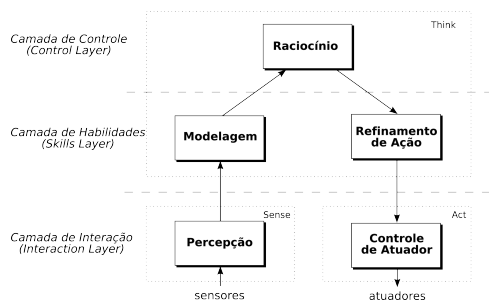 Camada de Controle
(Control Layer)
Think
Raciocínio
Camada de Habilidades
(Skills Layer)
Modelagem
Refinamento
de Ação
Camada de Interação
(Interaction Layer)
Sense
Percepção
Act
Controle
de Atuador
sensores
atuadores